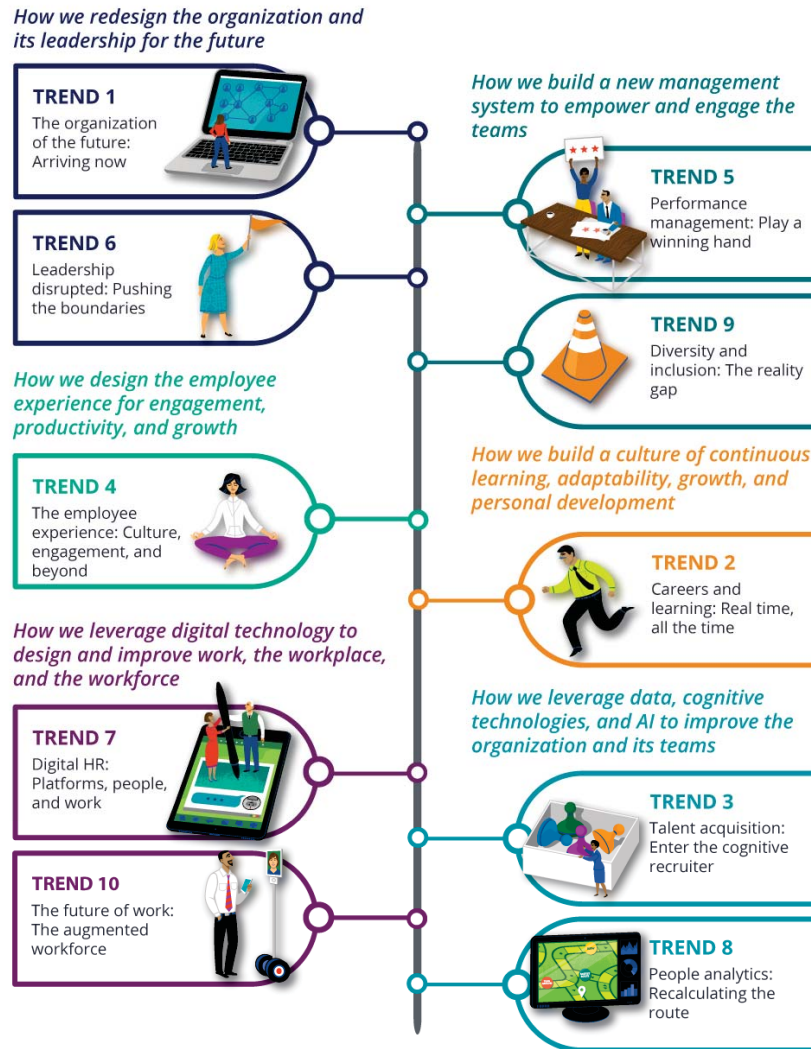 How we redesign the organization and
its leadership for the future
TREND 1
The organization
of the future:
Arriving now
TREND 6
Leadership
disrupted: Pushing
the boundaries
How we design the employee
experience for engagement,
productivity, and growth
TREND 4
The employee
experience: Culture,
engagement, and
beyond
How we leverage digital technology to
design and improve work, the workplace,
and the workforce
TREND 7
Digital HR:
Platforms, people,
and work
TREND 10
The future of work:
The augmented
workforce
How we build a new management
system to empower and engage the
teams
TREND 5
Performance
management: Play a
winning hand
TREND 9
Diversity and
inclusion: The reality
gap
How we build a culture of continuous
learning, adaptability, growth, and
personal development
TREND 2
Careers and
learning: Real time,
all the time
How we leverage data, cognitive
technologies, and AI to improve the
organization and its teams
TREND 3
Talent acquisition:
Enter the cognitive
recruiter
TREND 8
People analytics:
Recalculating the
route